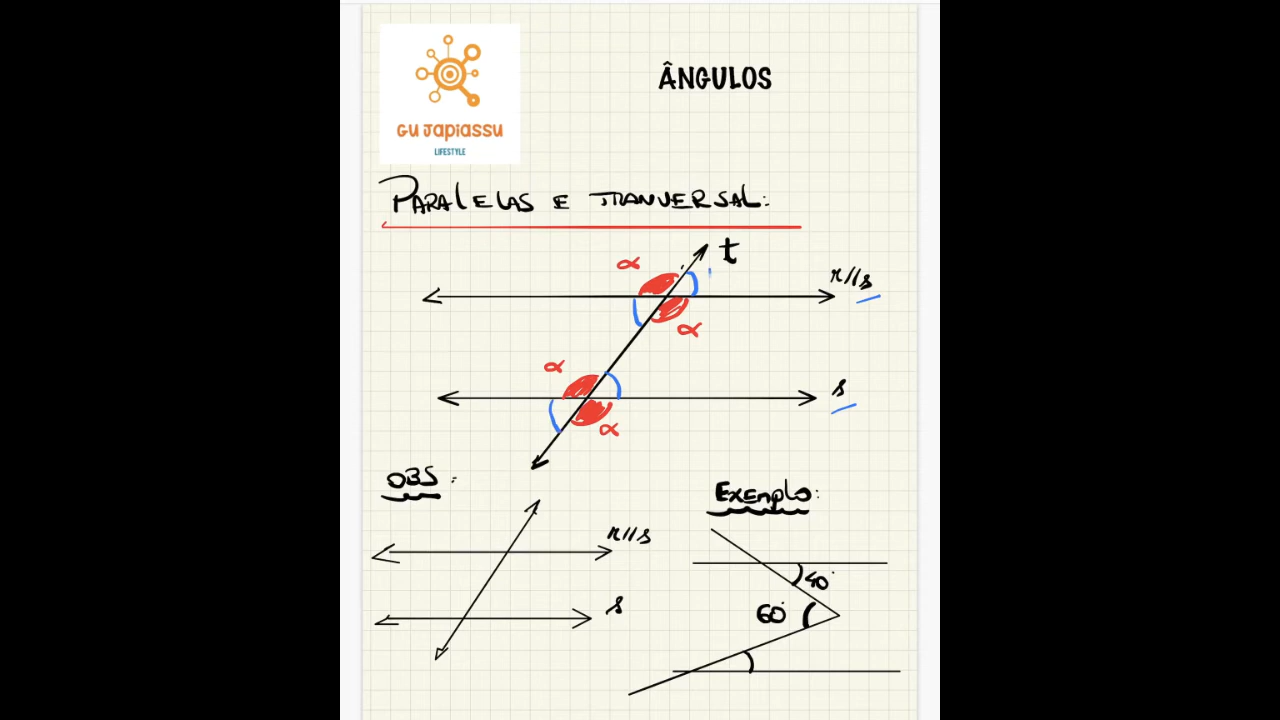 ÂNGULOS
GU JAPIASSU
LIFESTYLE
PARALELAS E TRANVERSAL:
t
α
r//s
α
α
s
α
OBS:
Exemplo:
r//s
40°
s
60°